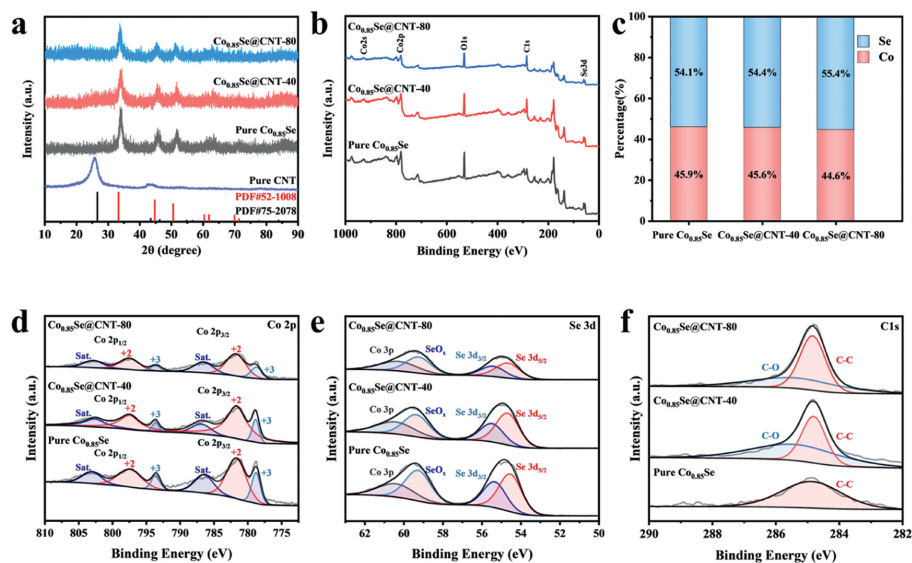 a
Co0.85Se@CNT-80
Co0.85Se@CNT-40
Pure Co0.85Se
Pure CNT
PDF#52-1008
PDF#75-2078
Intensity (a.u.)
10 20 30 40 50 60 70 80 90
2θ (degree)
b
Co0.85Se@CNT-80
Co2s
Co2p
O1s
C1s
Se3d
Co0.85Se@CNT-40
Pure Co0.85Se
Intensity (a.u.)
1000 800 600 400 200 0
Binding Energy (eV)
c
Percentage(%)
100
80
60
40
20
0
Se
Co
54.1% 54.4% 55.4%
45.9% 45.6% 44.6%
Pure Co0.85Se Co0.85Se@CNT-40 Co0.85Se@CNT-80
d
Co0.85Se@CNT-80
Co 2p
Co 2p1/2
Co 2p3/2
Sat. +2 +3 Sat. +2 +3
Co0.85Se@CNT-40
Co 2p1/2
Co 2p3/2
Sat. +2 +3 Sat. +2 +3
Pure Co0.85Se
Co 2p1/2
Co 2p3/2
Sat. +2 +3 Sat. +2 +3
Intensity (a.u.)
810 805 800 795 790 785 780 775
Binding Energy (eV)
e
Co0.85Se@CNT-80
Se 3d
Co 3p SeOx Se 3d3/2 Se 3d5/2
Co0.85Se@CNT-40
Co 3p SeOx Se 3d3/2 Se 3d5/2
Pure Co0.85Se
Co 3p SeOx Se 3d3/2 Se 3d5/2
Intensity (a.u.)
62 60 58 56 54 52 50
Binding Energy (eV)
f
Co0.85Se@CNT-80
C1s
C-O C-C
Co0.85Se@CNT-40
C-O C-C
Pure Co0.85Se
C-C
Intensity (a.u.)
290 288 286 284 282
Binding Energy (eV)